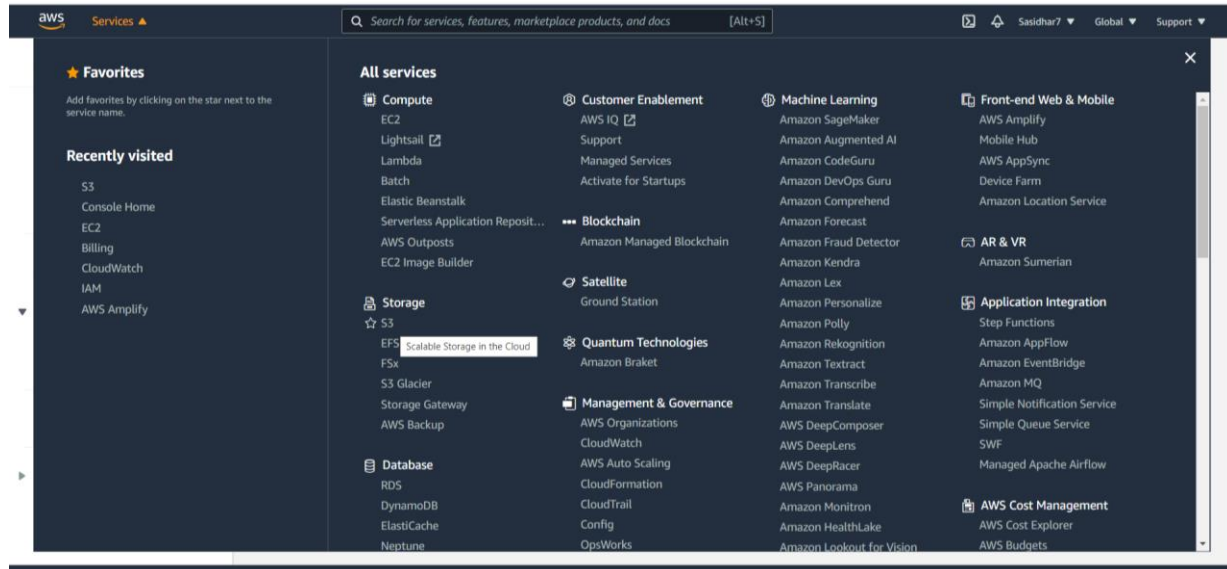 aws
Services ▲
Search for services, features, marketplace products, and docs [Alt+S]
Sasidhar7 ▼
Global ▼
Support ▼
Favorites
Add favorites by clicking on the star next to the
service name.
Recently visited
S3
Console Home
EC2
Billing
CloudWatch
IAM
AWS Amplify
All services
Compute
EC2
Lightsail
Lambda
Batch
Elastic Beanstalk
Serverless Application Reposit...
AWS Outposts
EC2 Image Builder
Storage
S3
EFS
Scalable Storage in the Cloud
FSx
S3 Glacier
Storage Gateway
AWS Backup
Database
RDS
DynamoDB
ElastiCache
Neptune
Customer Enablement
AWS IQ
Support
Managed Services
Activate for Startups
Blockchain
Amazon Managed Blockchain
Satellite
Ground Station
Quantum Technologies
Amazon Braket
Management & Governance
AWS Organizations
CloudWatch
AWS Auto Scaling
CloudFormation
CloudTrail
Config
OpsWorks
Machine Learning
Amazon SageMaker
Amazon Augmented AI
Amazon CodeGuru
Amazon DevOps Guru
Amazon Comprehend
Amazon Forecast
Amazon Fraud Detector
Amazon Kendra
Amazon Lex
Amazon Personalize
Amazon Polly
Amazon Rekognition
Amazon Textract
Amazon Transcribe
Amazon Translate
AWS DeepComposer
AWS DeepLens
AWS DeepRacer
AWS Panorama
Amazon Monitron
Amazon HealthLake
Amazon Lookout for Vision
Front-end Web & Mobile
AWS Amplify
Mobile Hub
AWS AppSync
Device Farm
Amazon Location Service
AR & VR
Amazon Sumerian
Application Integration
Step Functions
Amazon AppFlow
Amazon EventBridge
Amazon MQ
Simple Notification Service
Simple Queue Service
SWF
Managed Apache Airflow
AWS Cost Management
AWS Cost Explorer
AWS Budgets